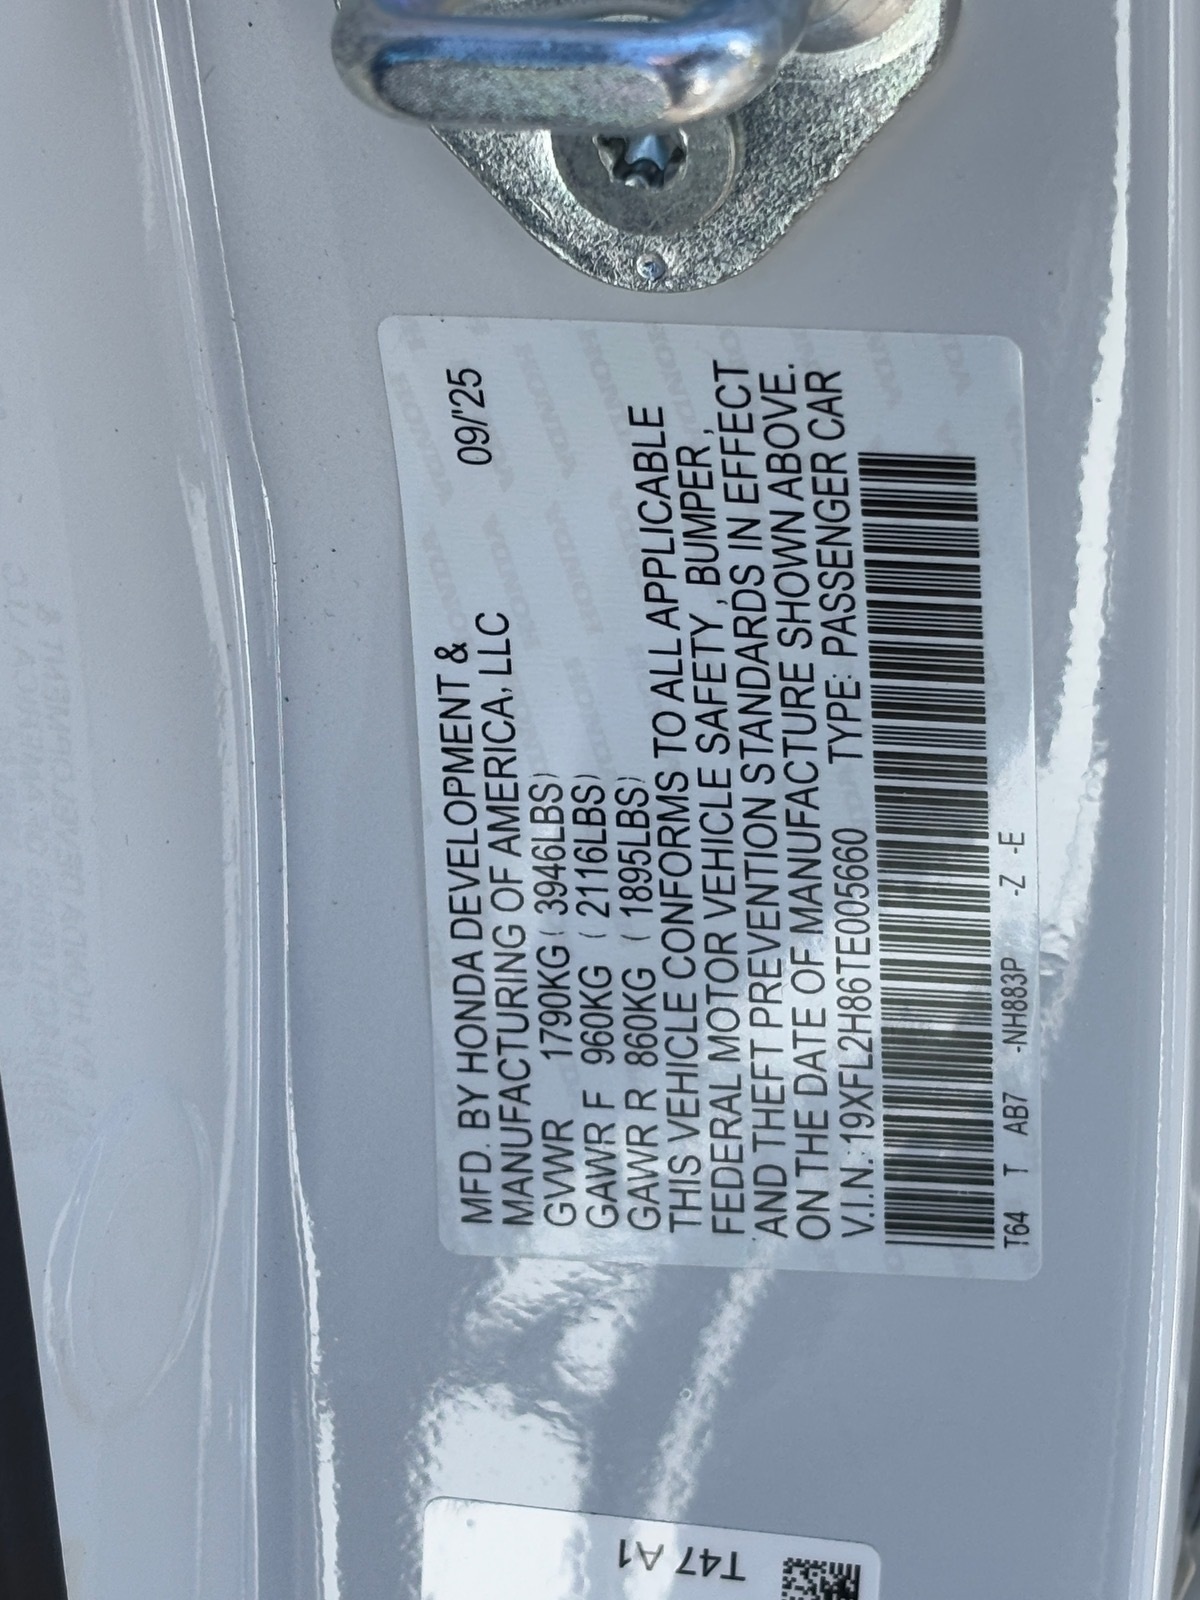 MFD. BY HONDA DEVELOPMENT & 09/'25
MANUFACTURING OF AMERICA, LLC
GVWR 1790KG ( 3946LBS)
GAWR F 960KG ( 2116LBS)
GAWR R 860KG ( 1895LBS)
THIS VEHICLE CONFORMS TO ALL APPLICABLE
FEDERAL MOTOR VEHICLE SAFETY , BUMPER ,
AND THEFT PREVENTION STANDARDS IN EFFECT
ON THE DATE OF MANUFACTURE SHOWN ABOVE.
V.I.N.: 19XFL2H86TE005660 TYPE: PASSENGER CAR
T64 T AB7 -NH883P -Z -E
T47 A1